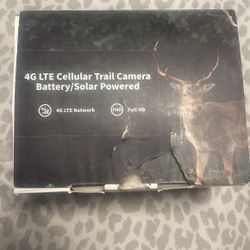 4G LTE Cellular Trail Camera
Battery/Solar Powered
4G LTE Network
FHD
Full HD